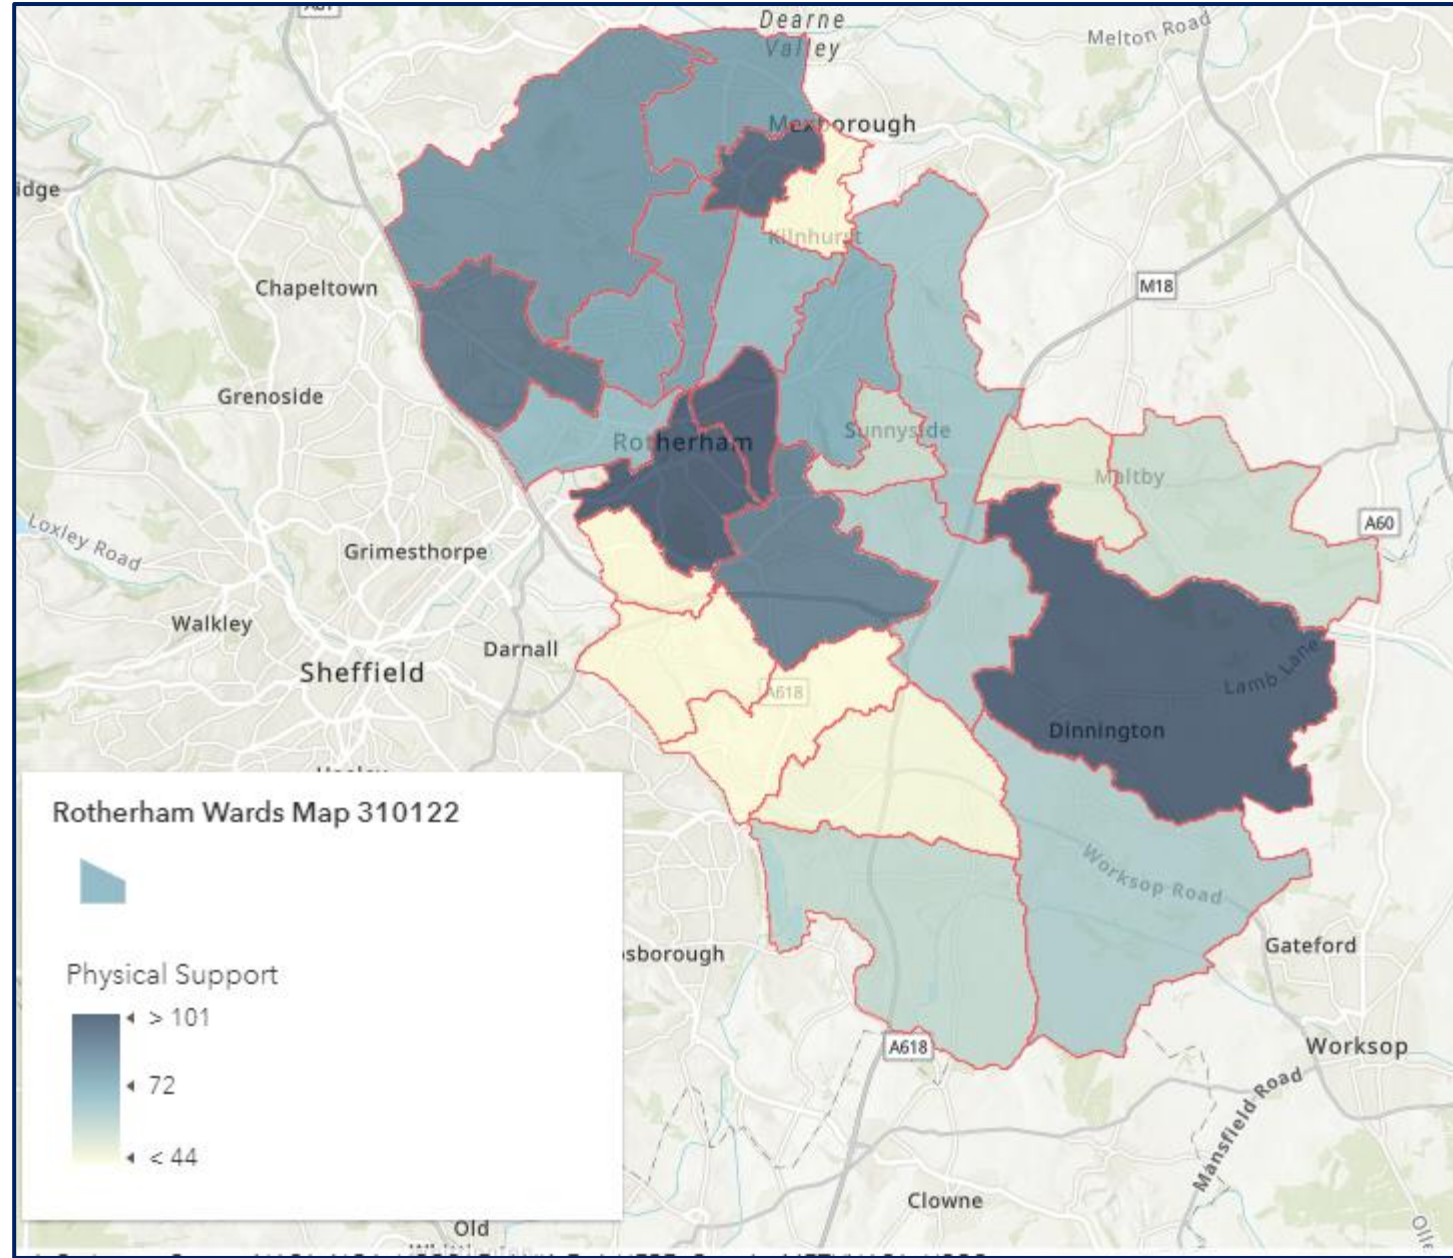 Dearne
Valley
Melton Road
Mexborough
idge
Kilnhurst
Chapeltown
M18
Grenoside
Rotherham
Sunnyside
Maltby
A60
Loxley Road
Grimesthorpe
Walkley
Darnall
Sheffield
A618
Lamb Lane
Dinnington
Rotherham Wards Map 310122
Worksop Road
osborough
Gateford
Physical Support
> 101
72
< 44
A618
Worksop
Mansfield Road
Clowne
Old